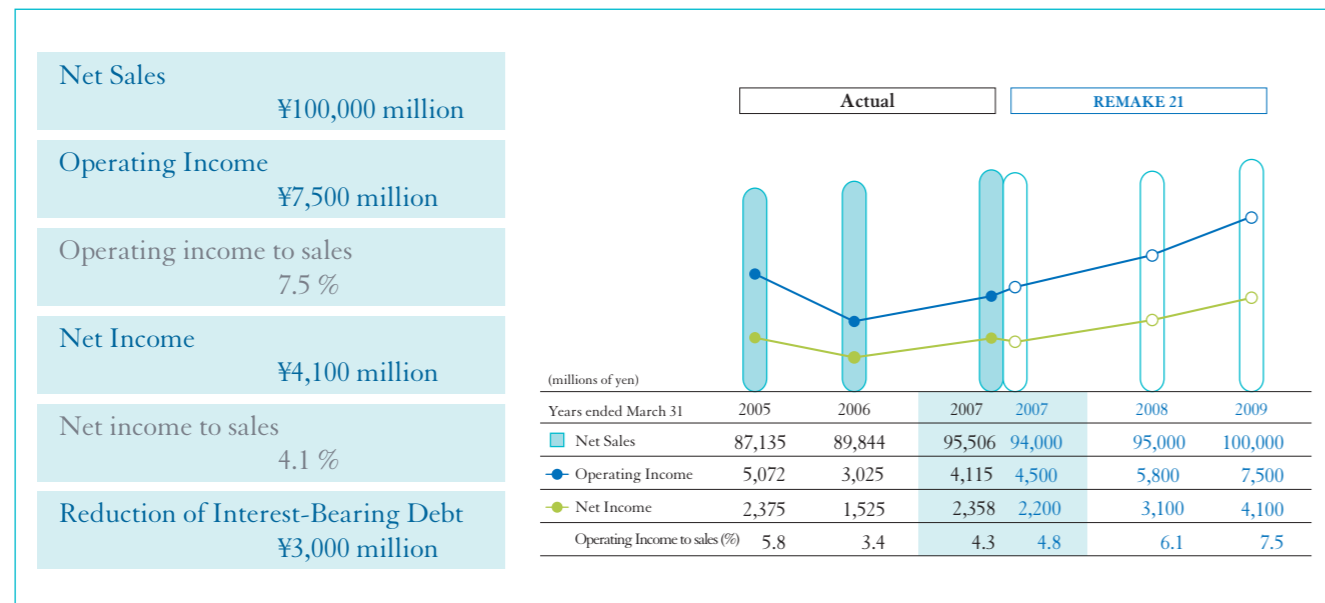 Net Sales
¥100,000 million
Operating Income
¥7,500 million
Operating income to sales
7.5 %
Net Income
¥4,100 million
Net income to sales
4.1 %
Reduction of Interest-Bearing Debt
¥3,000 million
Actual REMAKE 21
(millions of yen)
Years ended March 31 2005 2006 2007 2007 2008 2009
Net Sales 87,135 89,844 95,506 94,000 95,000 100,000
Operating Income 5,072 3,025 4,115 4,500 5,800 7,500
Net Income 2,375 1,525 2,358 2,200 3,100 4,100
Operating Income to sales (%) 5.8 3.4 4.3 4.8 6.1 7.5